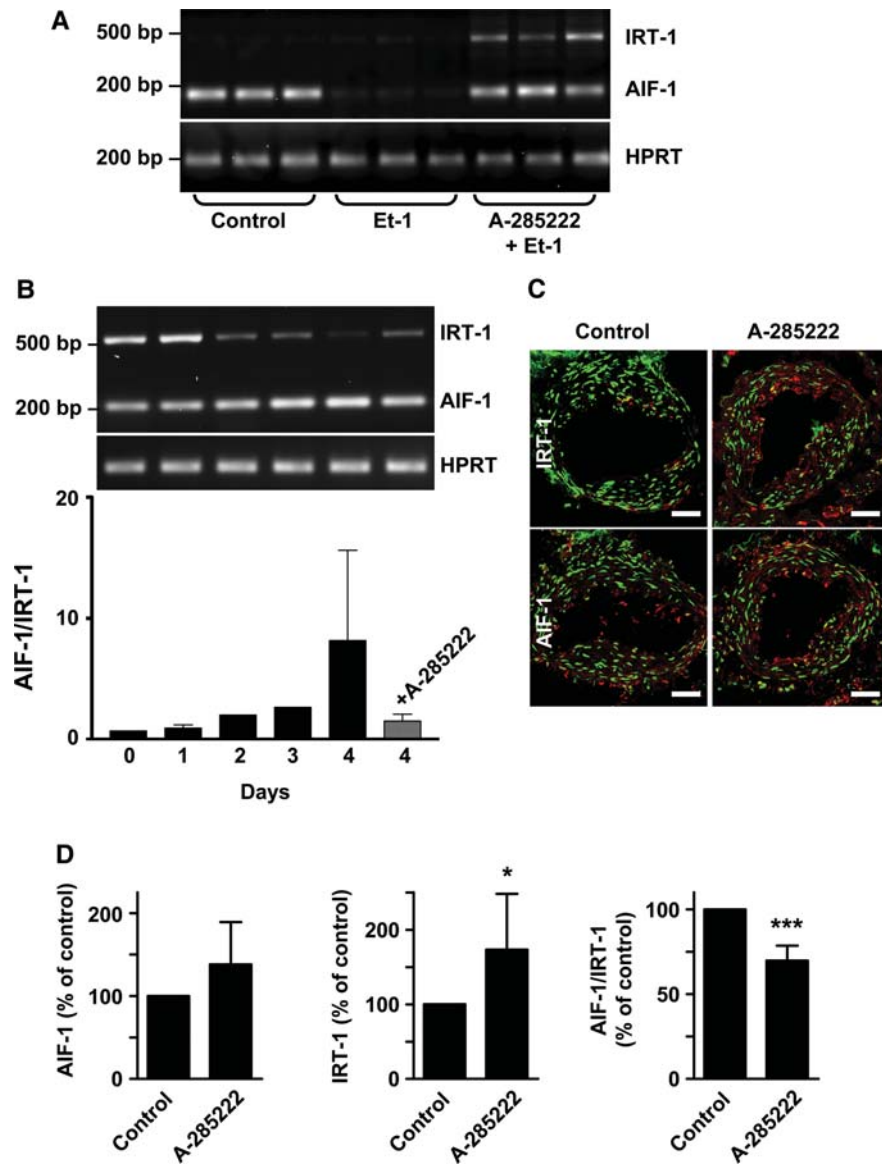 A
500 bp
IRT-1
200 bp
AIF-1
200 bp
HPRT
Control
Et-1
A-285222
+ Et-1
B
500 bp
IRT-1
200 bp
AIF-1
HPRT
20
10
0
AIF-1/IRT-1
+A-285222
0 1 2 3 4 4
Days
C
Control
A-285222
IRT-1
AIF-1
D
AIF-1 (% of control)
200
100
0
Control
A-285222
IRT-1 (% of control)
200
100
0
*
Control
A-285222
AIF-1/IRT-1
(% of control)
100
75
50
0
***
Control
A-285222